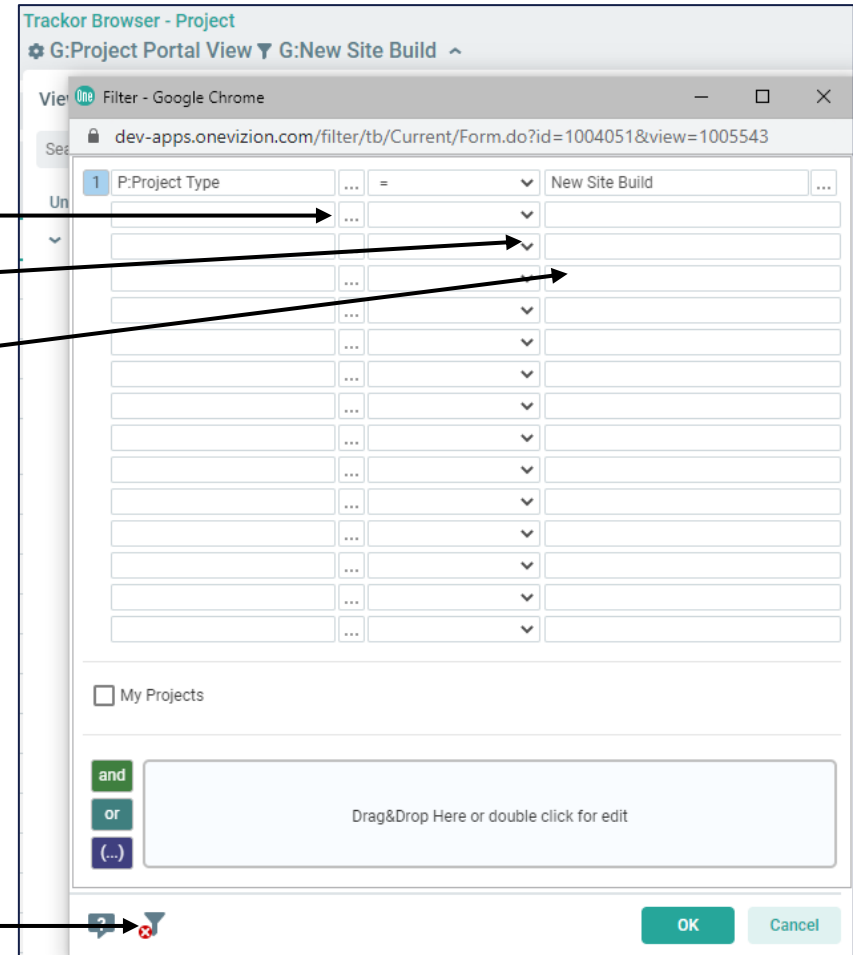 Trackor Browser - Project
G:Project Portal View G:New Site Build
Filter - Google Chrome
dev-apps.onevizion.com/filter/tb/Current/Form.do?id=1004051&view=1005543
1 P:Project Type ... = New Site Build ...
...
...
...
...
...
...
...
...
...
...
...
...
...
...
My Projects
and
or
(...)
Drag&Drop Here or double click for edit
? OK Cancel